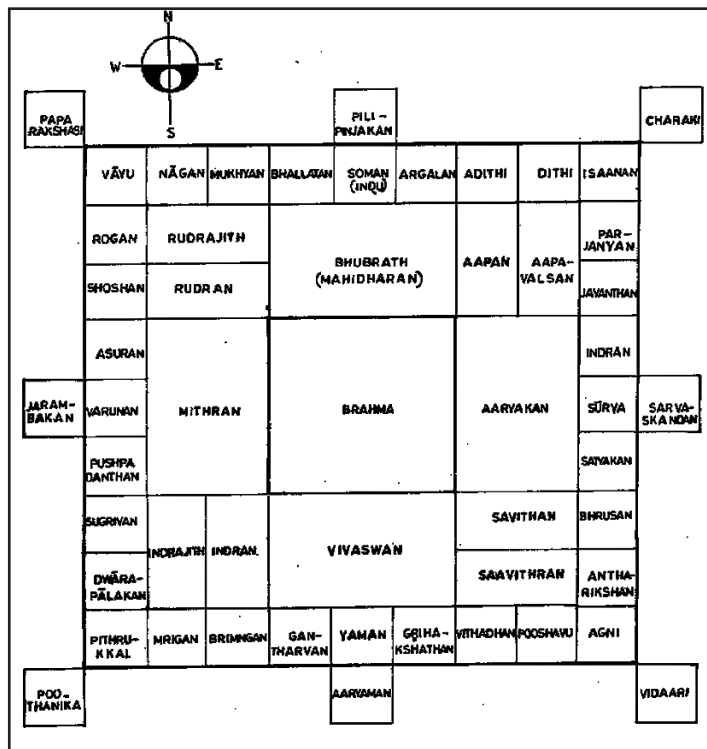 N
W E
S
PAPA
RAKSHASI
PILI-
PINJAKAN
CHARAKI
VĀYU NĀGAN MUKHYAN BHALLATAN SOMAN
(INDU) ARGALAN ADITHI DITHI ISAANAN
ROGAN RUDRAJITH BHUBRATH
(MAHIDHARAN) AAPAN AAPA-
VALSAN PAR-
JANYAN
SHOSHAN RUDRAN JAYANTHAN
ASURAN INDRAN
JARAM-
BAKAN VARUNAN MITHRAN BRAHMA AARYAKAN SŪRYA SARVA-
SKANDAN
PUSHPA
DANTHAN SATYAKAN
SUGRIVAN SAVITHAN BHRUSAN
INDRAJITH INDRAN VIVASWAN
DWĀRA-
PĀLAKAN SAAVITHRAN ANTHA-
RIKSHAN
PITHRU-
KKAL MRIGAN BRIMNGAN GAN-
THARVAN YAMAN GRIHA-
KSHATHAN VITHADHAN POOSHAVU AGNI
POO-
THANIKA AARYAMAN VIDAARI